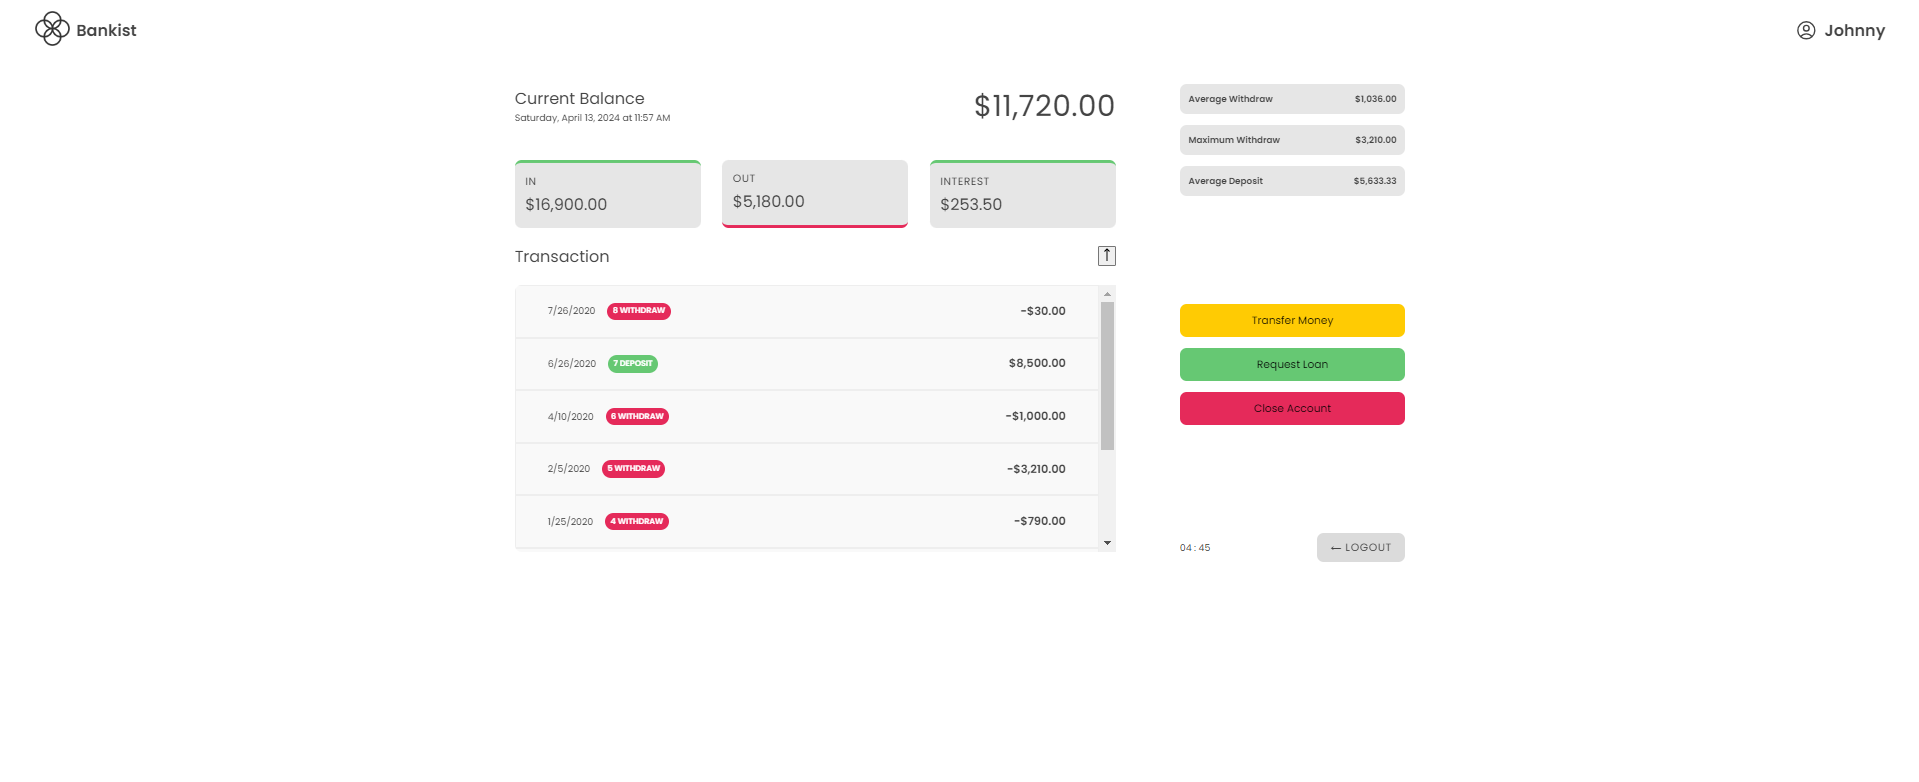 Bankist
Johnny
Current Balance
Saturday, April 13, 2024 at 11:57 AM
$11,720.00
IN
$16,900.00
OUT
$5,180.00
INTEREST
$253.50
Transaction
↑
7/26/2020 8 WITHDRAW -$30.00
6/26/2020 7 DEPOSIT $8,500.00
4/10/2020 6 WITHDRAW -$1,000.00
2/5/2020 5 WITHDRAW -$3,210.00
1/25/2020 4 WITHDRAW -$790.00
Average Withdraw $1,036.00
Maximum Withdraw $3,210.00
Average Deposit $5,633.33
Transfer Money
Request Loan
Close Account
04 : 45
← LOGOUT